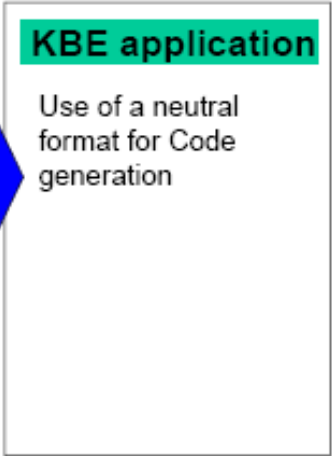 KBE application
Use of a neutral
format for Code
generation